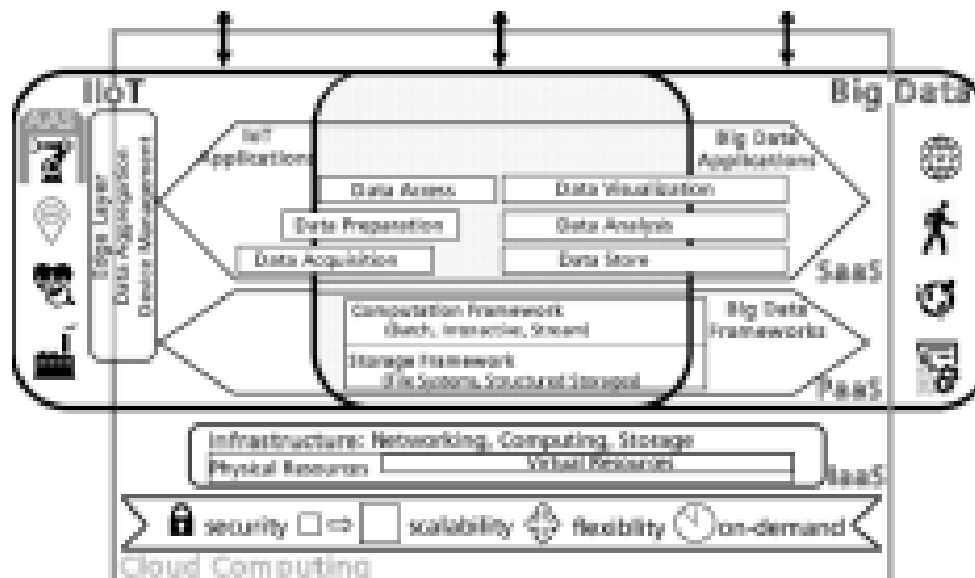 IIoT
Big Data
Edge Layer
Data Aggregation
Device Management
IoT
Applications
Big Data
Applications
Data Access
Data Visualization
Data Preparation
Data Analysis
Data Acquisition
Data Store
SaaS
Computation Framework
(Batch, Interactive, Stream)
Big Data
Frameworks
Storage Framework
(File Systems, Structured Storages)
PaaS
Infrastructure: Networking, Computing, Storage
Physical Resources
Virtual Resources
IaaS
security
scalability
flexiblity
on-demand
Cloud Computing